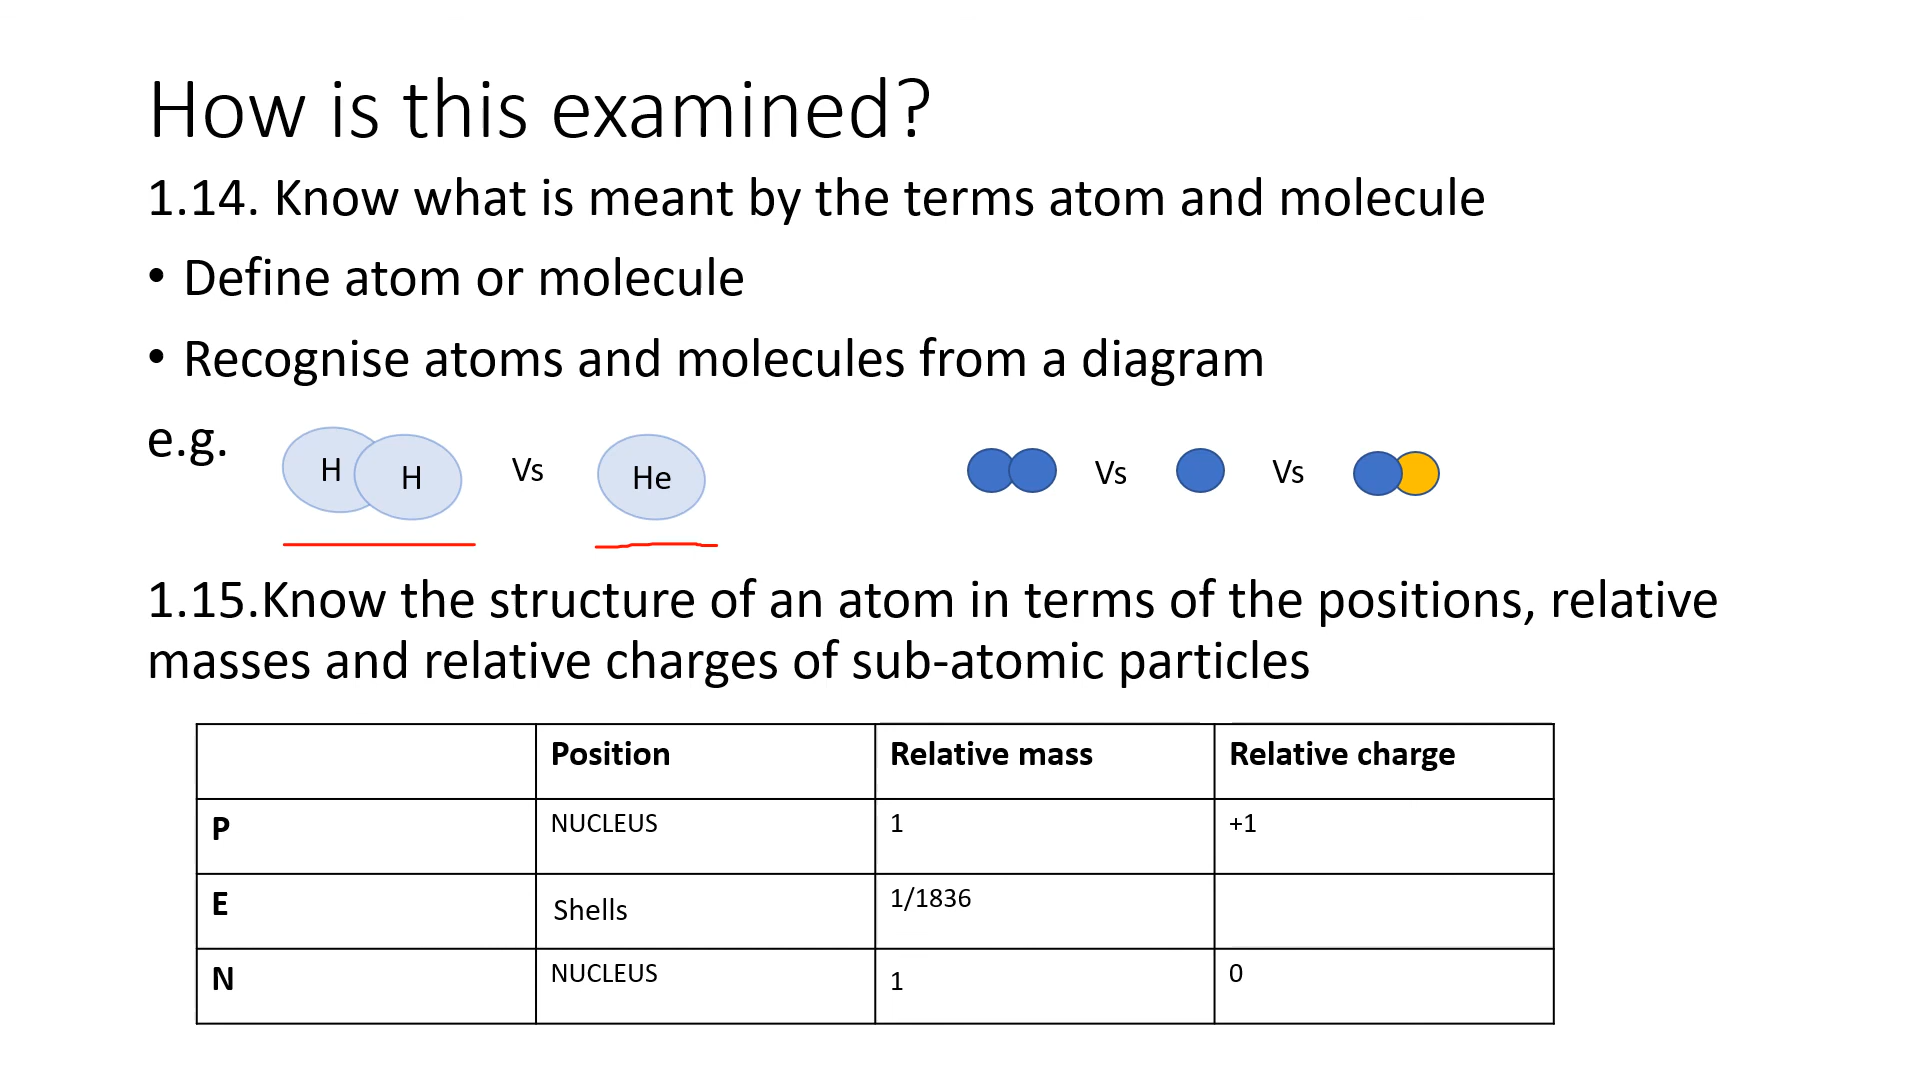 How is this examined?
1.14. Know what is meant by the terms atom and molecule
• Define atom or molecule
• Recognise atoms and molecules from a diagram
e.g. H H Vs He Vs Vs
1.15.Know the structure of an atom in terms of the positions, relative
masses and relative charges of sub-atomic particles
Position Relative mass Relative charge
P NUCLEUS 1 +1
E Shells 1/1836
N NUCLEUS 1 0